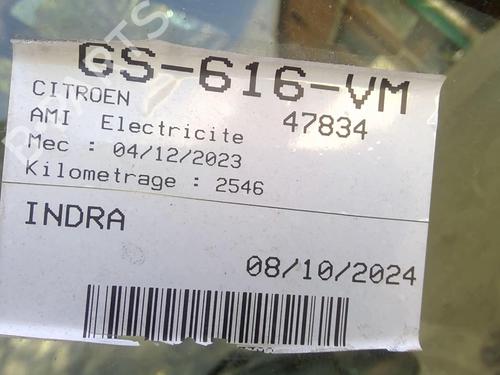 GS-616-VM
CITROEN
47834
AMI Electricite
Mec : 04/12/2023
Kilometrage : 2546
INDRA
08/10/2024